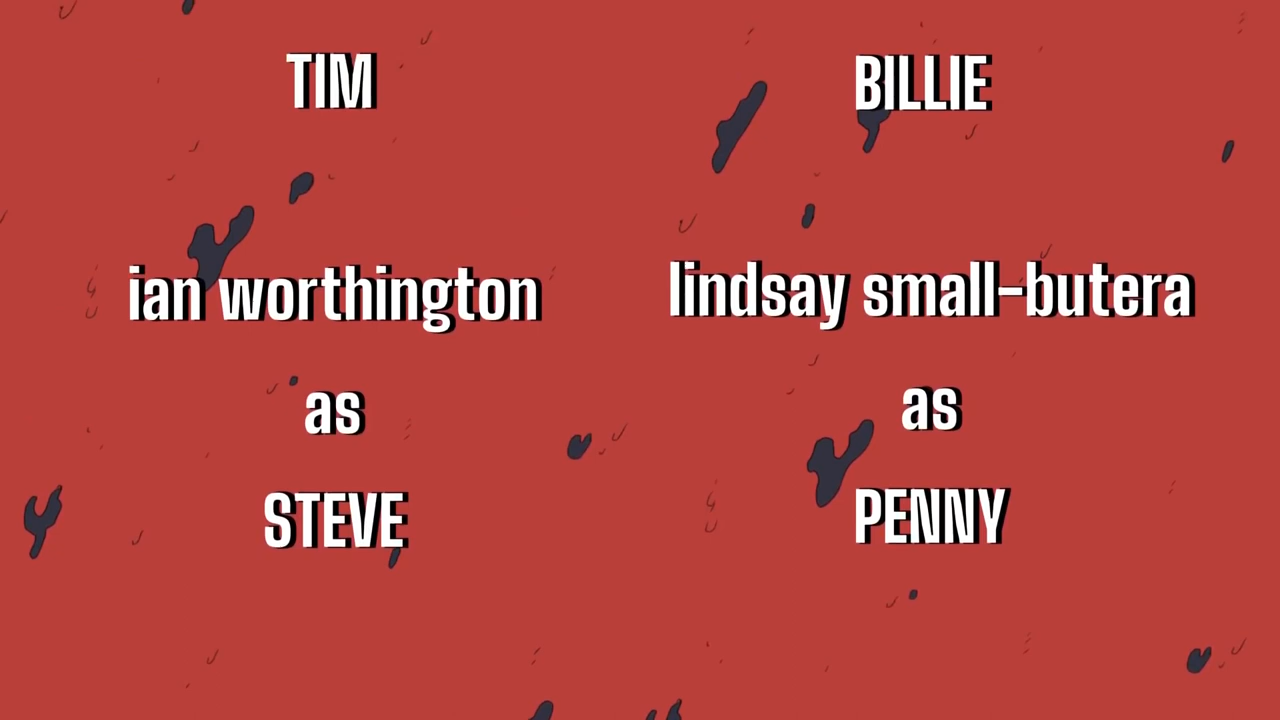 TIM
ian worthington
as
STEVE
BILLIE
lindsay small-butera
as
PENNY